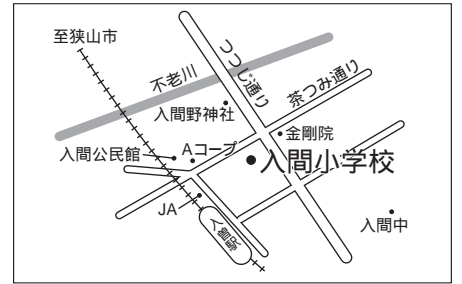 至狭山市
不老川
つつじ通り
茶つみ通り
入間野神社
金剛院
入間公民館
Aコープ
入間小学校
JA
入曽駅
入間中